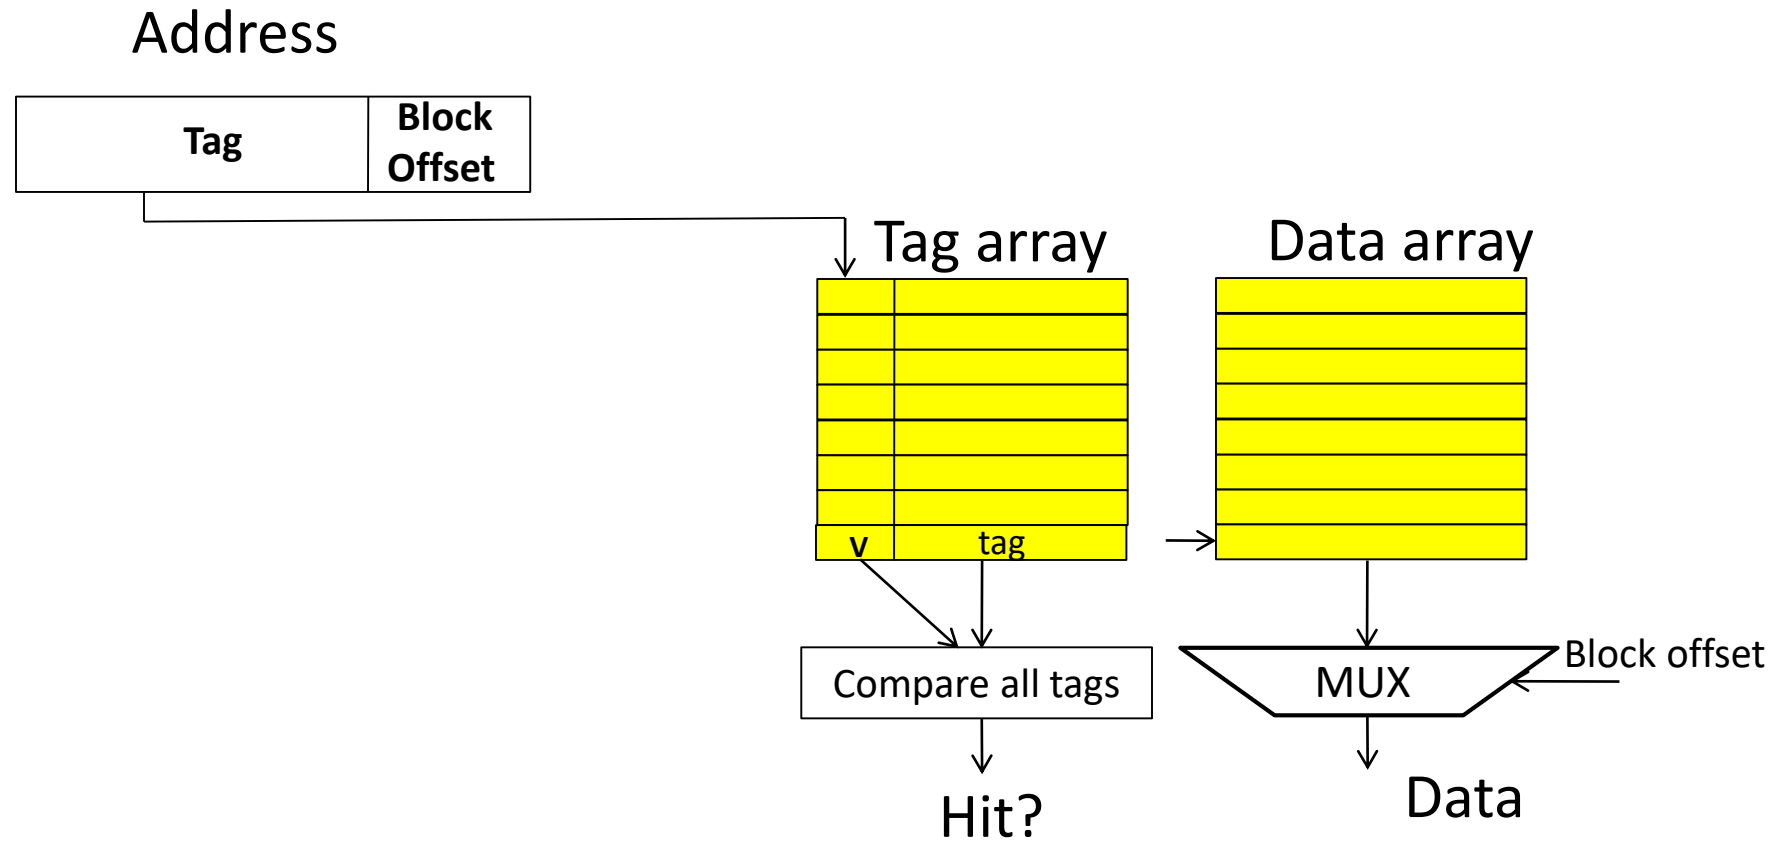 Address
Tag
Block
Offset
Tag array
Data array
v
tag
Compare all tags
MUX
Block offset
Hit?
Data